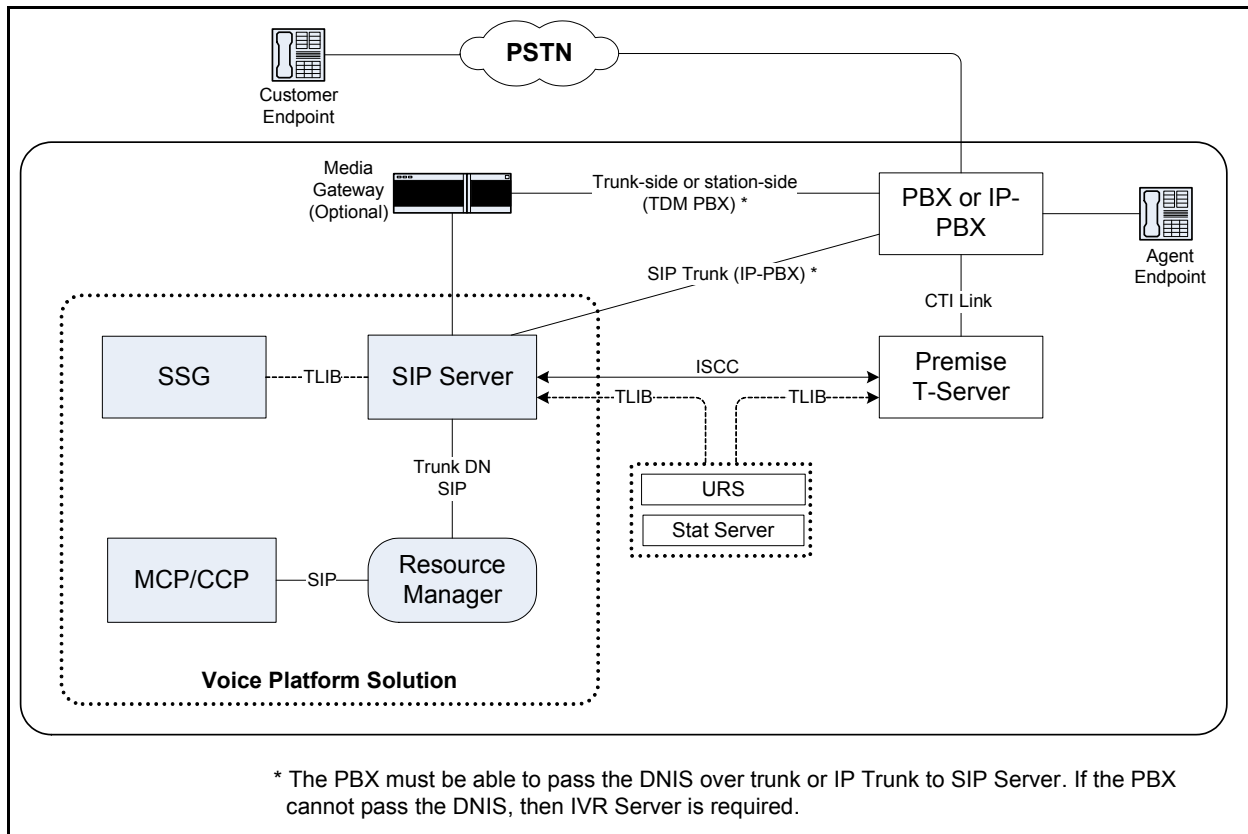 PSTN
Customer
Endpoint
Media
Gateway
(Optional)
Trunk-side or station-side
(TDM PBX) *
PBX or IP-
PBX
Agent
Endpoint
SIP Trunk (IP-PBX) *
CTI Link
SSG
TLIB
SIP Server
ISCC
Premise
T-Server
TLIB
TLIB
Trunk DN
SIP
URS
Stat Server
MCP/CCP
SIP
Resource
Manager
Voice Platform Solution
* The PBX must be able to pass the DNIS over trunk or IP Trunk to SIP Server. If the PBX
cannot pass the DNIS, then IVR Server is required.